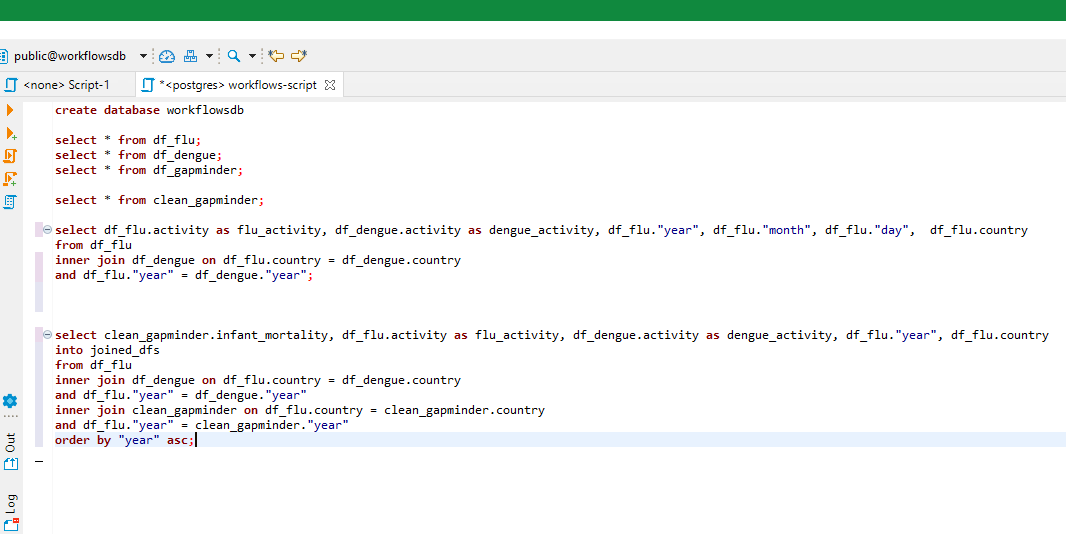 public@workflowsdb
<none> Script-1
*<postgres> workflows-script
create database workflowsdb
select * from df_flu;
select * from df_dengue;
select * from df_gapminder;
select * from clean_gapminder;
select df_flu.activity as flu_activity, df_dengue.activity as dengue_activity, df_flu."year", df_flu."month", df_flu."day",  df_flu.country
from df_flu
inner join df_dengue on df_flu.country = df_dengue.country
and df_flu."year" = df_dengue."year";
select clean_gapminder.infant_mortality, df_flu.activity as flu_activity, df_dengue.activity as dengue_activity, df_flu."year", df_flu.country
into joined_dfs
from df_flu
inner join df_dengue on df_flu.country = df_dengue.country
and df_flu."year" = df_dengue."year"
inner join clean_gapminder on df_flu.country = clean_gapminder.country
and df_flu."year" = clean_gapminder."year"
order by "year" asc;
Out
Log